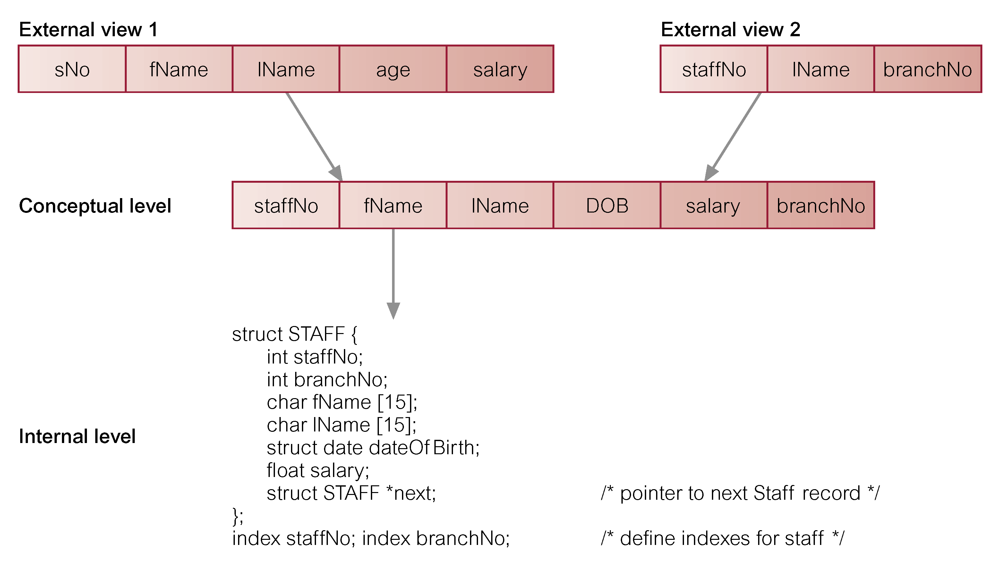 External view 1
External view 2
sNo fName lName age salary
staffNo lName branchNo
Conceptual level
staffNo fName lName DOB salary branchNo
Internal level
struct STAFF {
int staffNo;
int branchNo;
char fName [15];
char lName [15];
struct date dateOfBirth;
float salary;
struct STAFF *next; /* pointer to next Staff record */
};
index staffNo; index branchNo; /* define indexes for staff */